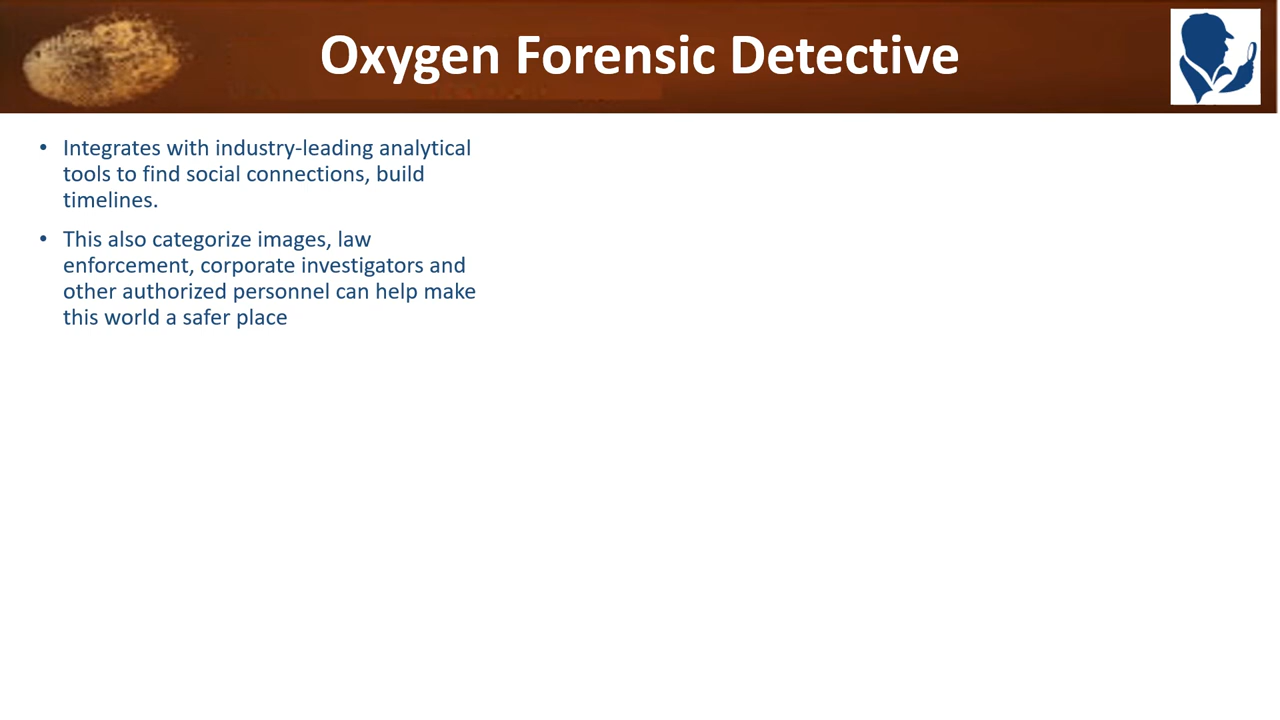 Oxygen Forensic Detective
• Integrates with industry-leading analytical
tools to find social connections, build
timelines.
• This also categorize images, law
enforcement, corporate investigators and
other authorized personnel can help make
this world a safer place